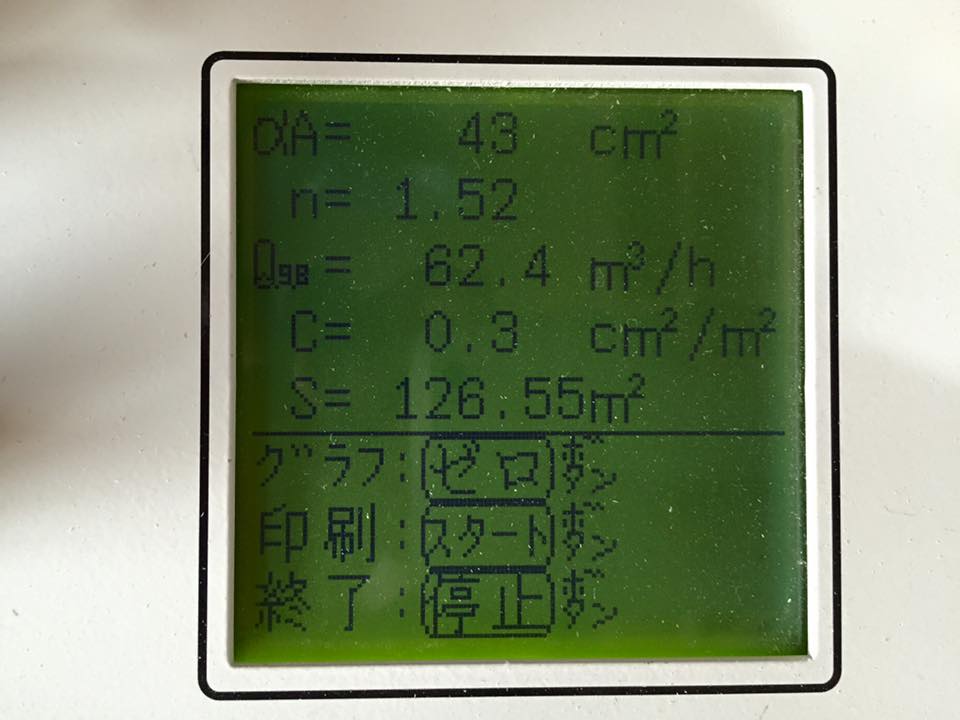 αA= 43 cm²
n= 1.52
Q9.8= 62.4 m³/h
C= 0.3 cm²/m²
S= 126.55m²
グラフ:(ゼロ)ボタン
印刷:(スタート)ボタン
終了:(停止)ボタン